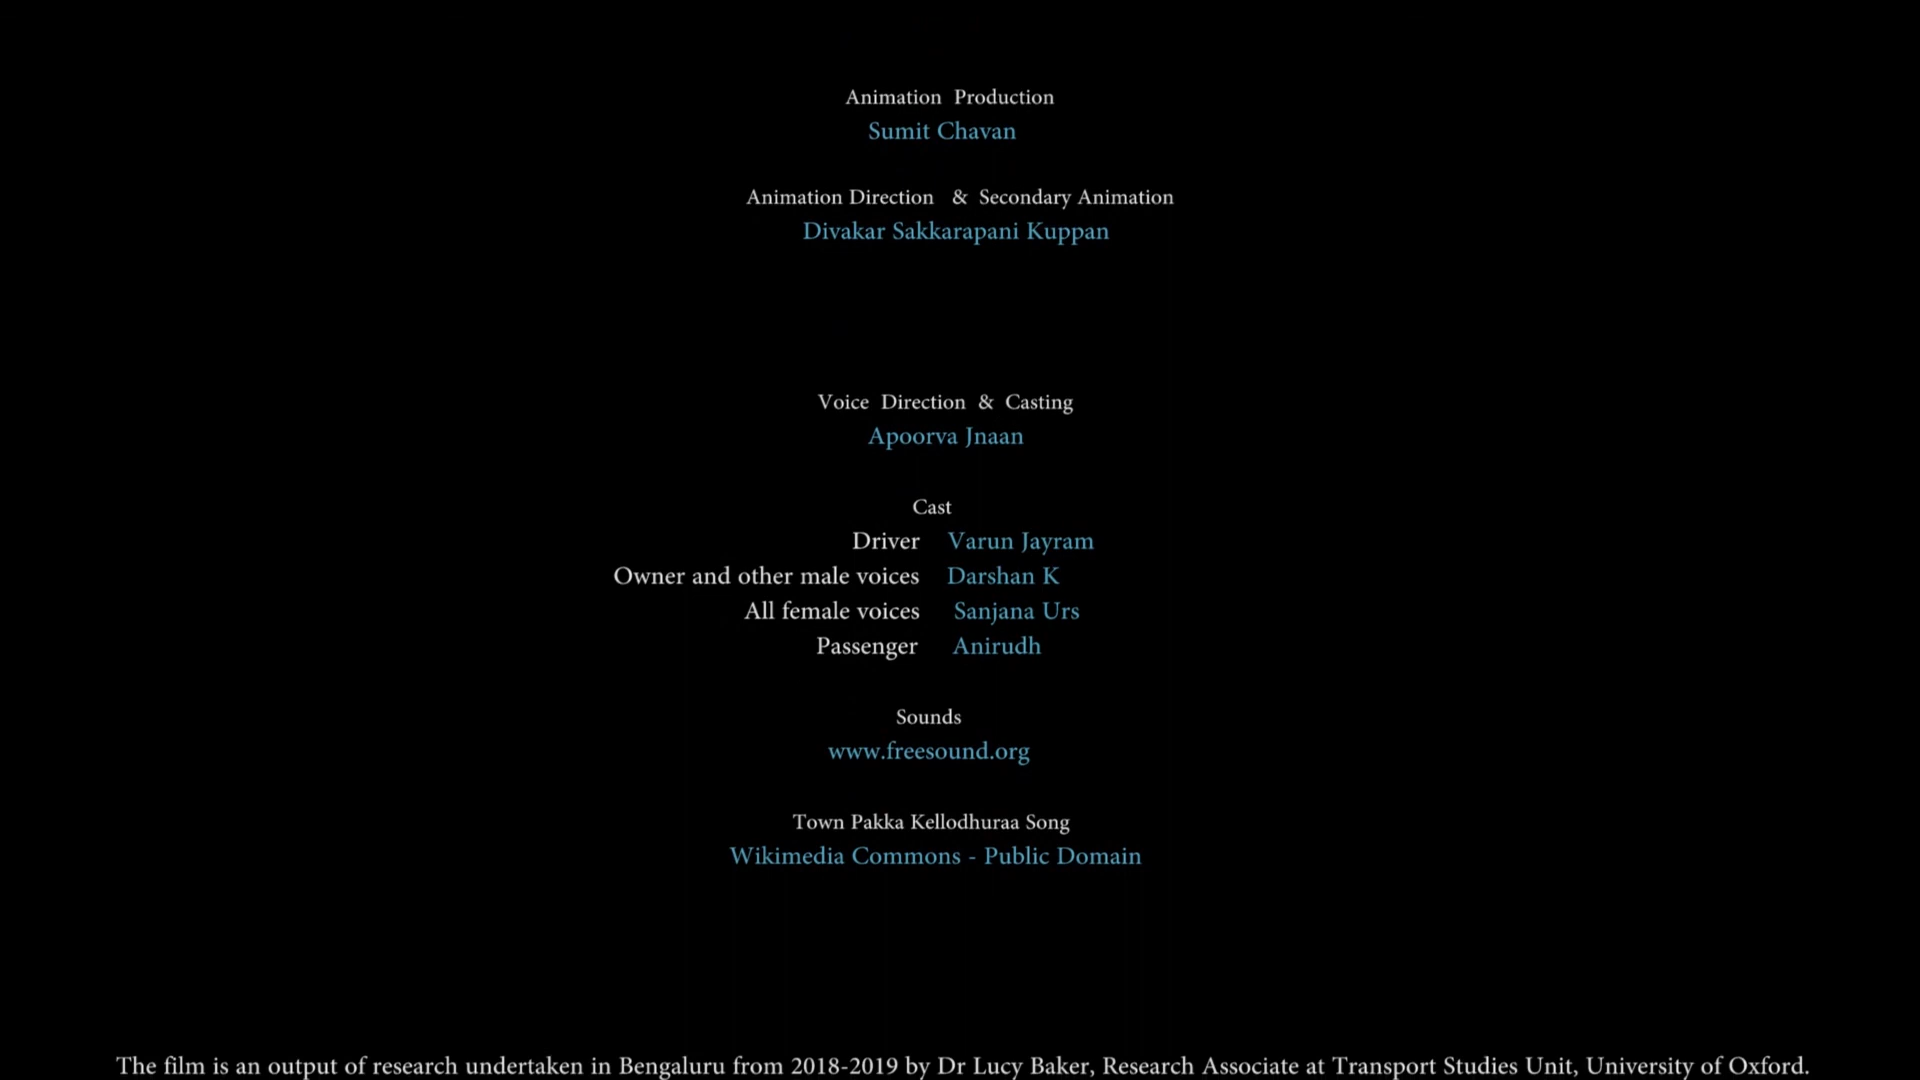 Animation Production
Sumit Chavan
Animation Direction & Secondary Animation
Divakar Sakkarapani Kuppan
Voice Direction & Casting
Apoorva Jnaan
Cast
Driver Varun Jayram
Owner and other male voices Darshan K
All female voices Sanjana Urs
Passenger Anirudh
Sounds
www.freesound.org
Town Pakka Kellodhuraa Song
Wikimedia Commons - Public Domain
The film is an output of research undertaken in Bengaluru from 2018-2019 by Dr Lucy Baker, Research Associate at Transport Studies Unit, University of Oxford.